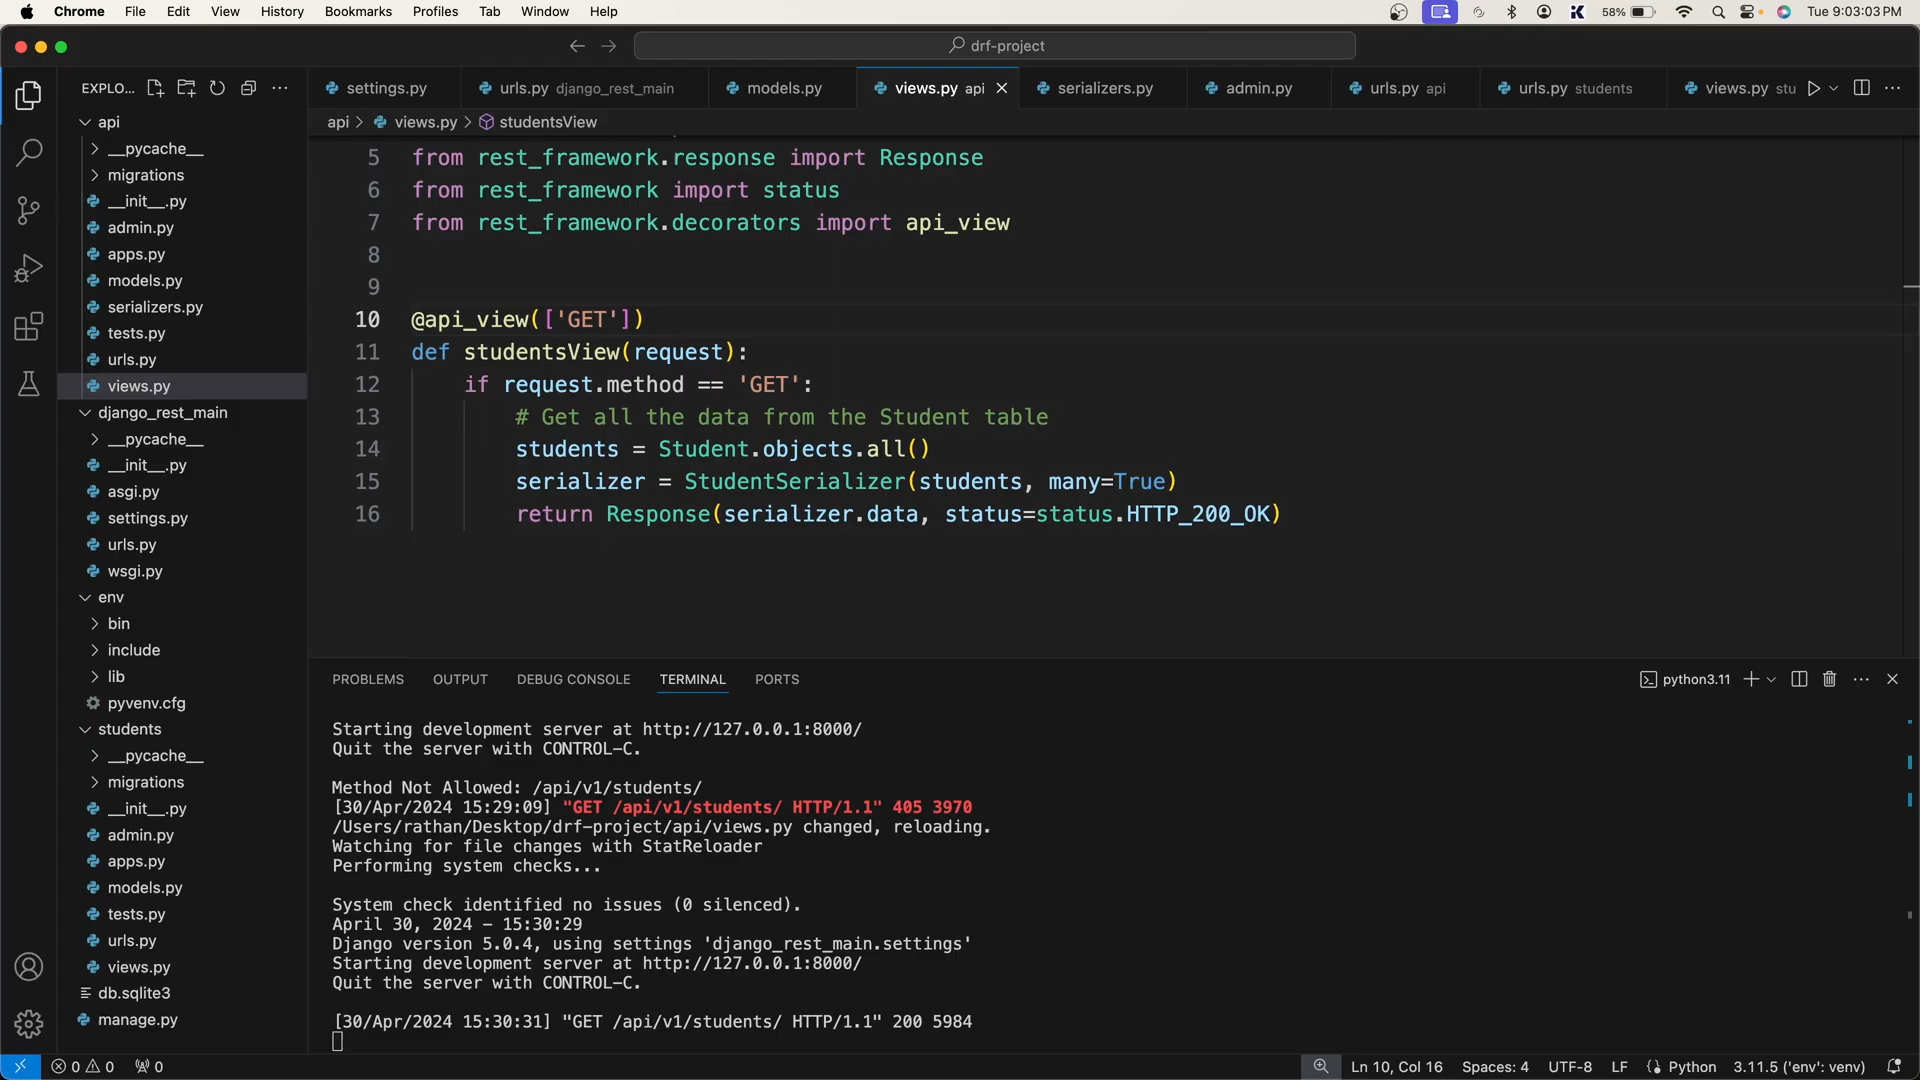 Chrome File Edit View History Bookmarks Profiles Tab Window Help 58% Tue 9:03:03 PM
drf-project
EXPLO... settings.py urls.py django_rest_main models.py views.py api serializers.py admin.py urls.py api urls.py students views.py stu
api > views.py > studentsView
api
__pycache__
migrations
__init__.py
admin.py
apps.py
models.py
serializers.py
tests.py
urls.py
views.py
django_rest_main
__pycache__
__init__.py
asgi.py
settings.py
urls.py
wsgi.py
env
bin
include
lib
pyvenv.cfg
students
__pycache__
migrations
__init__.py
admin.py
apps.py
models.py
tests.py
urls.py
views.py
db.sqlite3
manage.py
5 from rest_framework.response import Response
6 from rest_framework import status
7 from rest_framework.decorators import api_view
8
9
10 @api_view(['GET'])
11 def studentsView(request):
12 if request.method == 'GET':
13 # Get all the data from the Student table
14 students = Student.objects.all()
15 serializer = StudentSerializer(students, many=True)
16 return Response(serializer.data, status=status.HTTP_200_OK)
PROBLEMS OUTPUT DEBUG CONSOLE TERMINAL PORTS python3.11
Starting development server at http://127.0.0.1:8000/
Quit the server with CONTROL-C.
Method Not Allowed: /api/v1/students/
[30/Apr/2024 15:29:09] "GET /api/v1/students/ HTTP/1.1" 405 3970
/Users/rathan/Desktop/drf-project/api/views.py changed, reloading.
Watching for file changes with StatReloader
Performing system checks...
System check identified no issues (0 silenced).
April 30, 2024 - 15:30:29
Django version 5.0.4, using settings 'django_rest_main.settings'
Starting development server at http://127.0.0.1:8000/
Quit the server with CONTROL-C.
[30/Apr/2024 15:30:31] "GET /api/v1/students/ HTTP/1.1" 200 5984
0 0 0 Ln 10, Col 16 Spaces: 4 UTF-8 LF Python 3.11.5 ('env': venv)